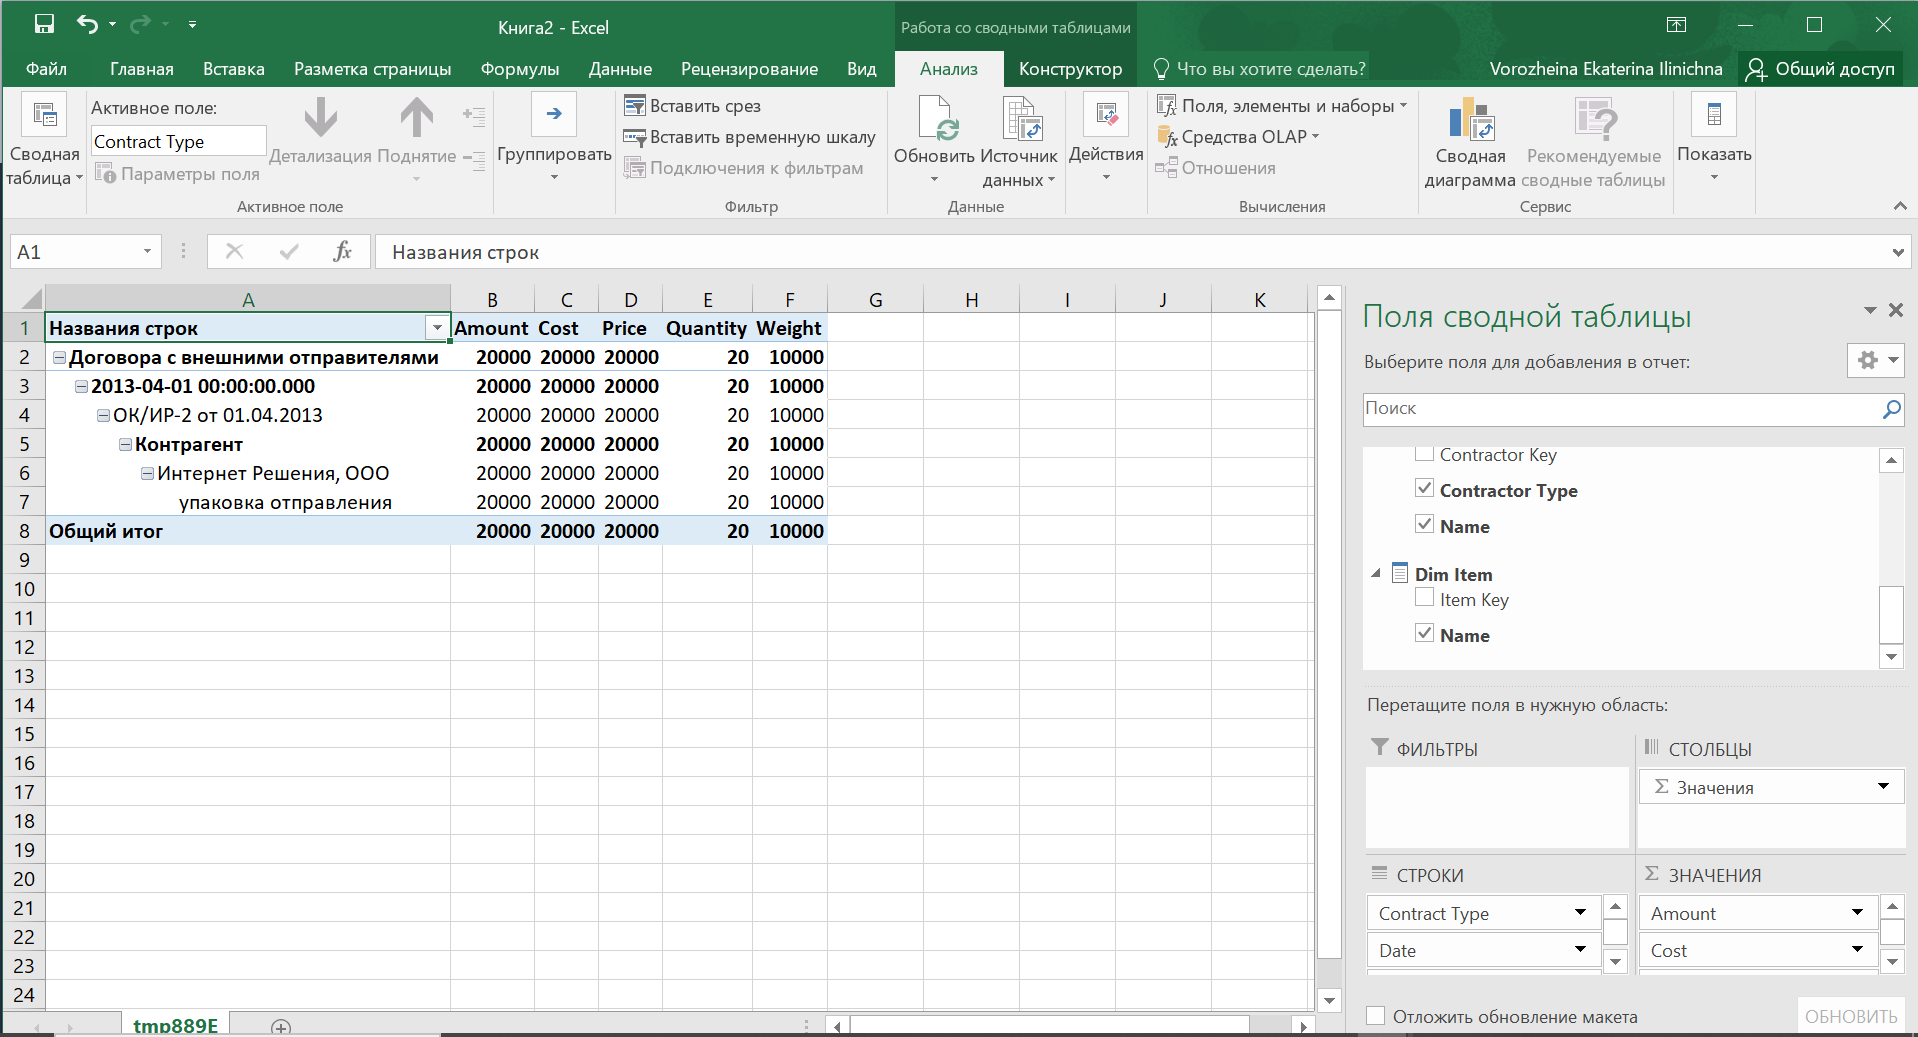 Книга2 - Excel
Работа со сводными таблицами
Файл Главная Вставка Разметка страницы Формулы Данные Рецензирование Вид Анализ Конструктор Что вы хотите сделать? Vorozheina Ekaterina Ilinichna Общий доступ
Сводная таблица
Активное поле:
Contract Type
Параметры поля
Детализация Поднятие
Активное поле
Группировать
Вставить срез
Вставить временную шкалу
Подключения к фильтрам
Фильтр
Обновить Источник данных
Данные
Действия
Поля, элементы и наборы
Средства OLAP
Отношения
Вычисления
Сводная диаграмма
Рекомендуемые сводные таблицы
Сервис
Показать
A1 fx Названия строк
A B C D E F G H I J K
1 Названия строк Amount Cost Price Quantity Weight
2 Договора с внешними отправителями 20000 20000 20000 20 10000
3 2013-04-01 00:00:00.000 20000 20000 20000 20 10000
4 ОК/ИР-2 от 01.04.2013 20000 20000 20000 20 10000
5 Контрагент 20000 20000 20000 20 10000
6 Интернет Решения, ООО 20000 20000 20000 20 10000
7 упаковка отправления 20000 20000 20000 20 10000
8 Общий итог 20000 20000 20000 20 10000
9
10
11
12
13
14
15
16
17
18
19
20
21
22
23
24
tmp889E
Поля сводной таблицы
Выберите поля для добавления в отчет:
Поиск
Contractor Key
Contractor Type
Name
Dim Item
Item Key
Name
Перетащите поля в нужную область:
ФИЛЬТРЫ
СТОЛБЦЫ
Σ Значения
СТРОКИ
Contract Type
Date
Σ ЗНАЧЕНИЯ
Amount
Cost
Отложить обновление макета
ОБНОВИТЬ